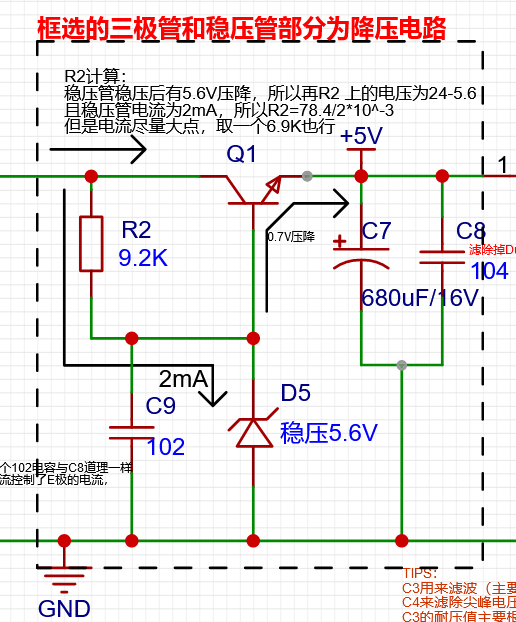 框选的三极管和稳压管部分为降压电路
R2计算：
稳压管稳压后有5.6V压降，所以再R2 上的电压为24-5.6
且稳压管电流为2mA，所以R2=78.4/2*10^-3
但是电流尽量大点，取一个6.9K也行
+5V
Q1
1
R2
9.2K
0.7V压降
C7
C8
滤除掉Du
104
680uF/16V
2mA
C9
102
D5
稳压5.6V
个102电容与C8道理一样
流控制了E极的电流，
GND
TIPS：
C3用来滤波（主要
C4来滤除尖峰电压
C3的耐压值主要根